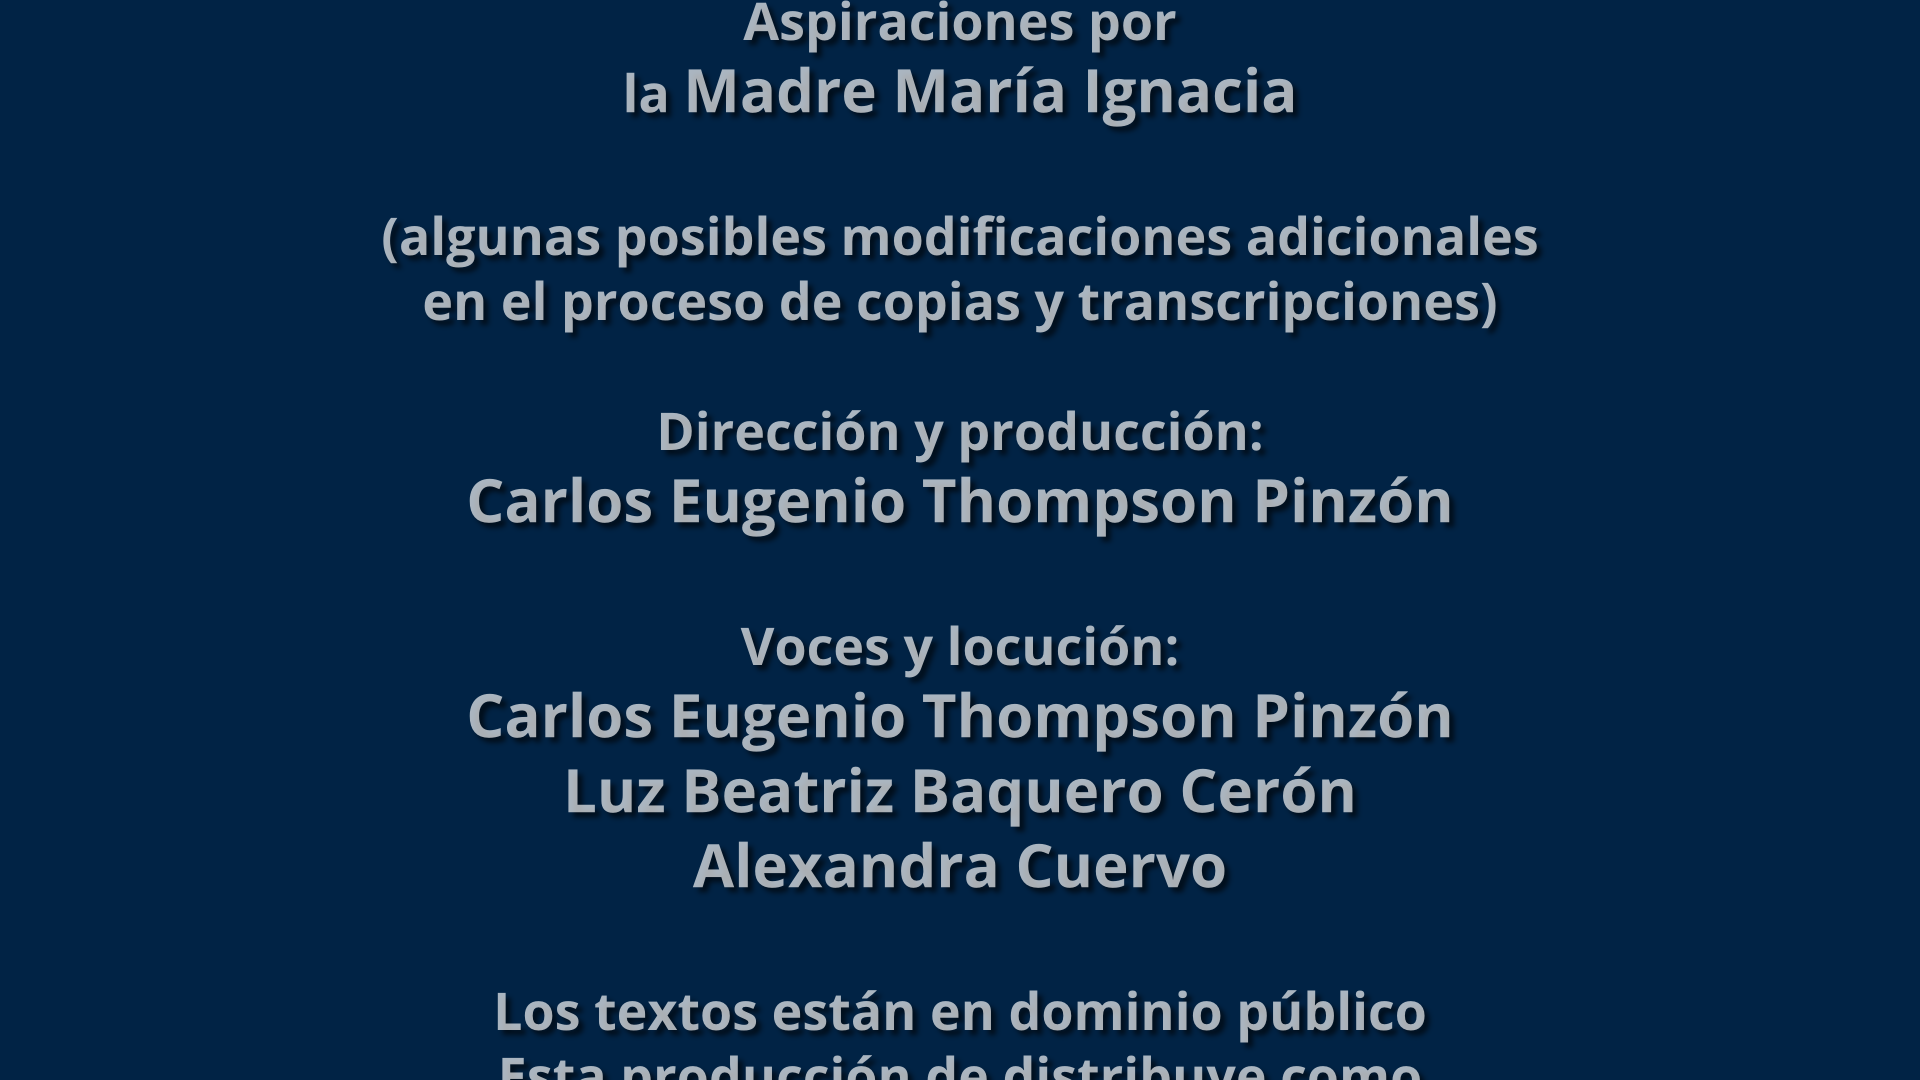 Aspiraciones por
la Madre María Ignacia
(algunas posibles modificaciones adicionales
en el proceso de copias y transcripciones)
Dirección y producción:
Carlos Eugenio Thompson Pinzón
Voces y locución:
Carlos Eugenio Thompson Pinzón
Luz Beatriz Baquero Cerón
Alexandra Cuervo
Los textos están en dominio público
Esta producción de distribuye como